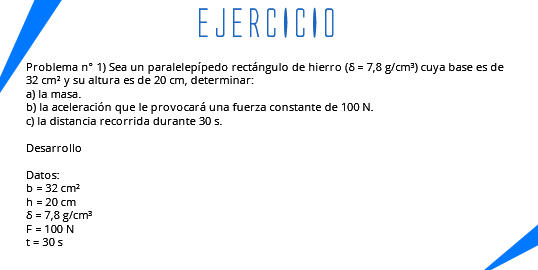 EJERCICIO
Problema n° 1) Sea un paralelepípedo rectángulo de hierro (δ = 7,8 g/cm³) cuya base es de
32 cm² y su altura es de 20 cm, determinar:
a) la masa.
b) la aceleración que le provocará una fuerza constante de 100 N.
c) la distancia recorrida durante 30 s.
Desarrollo
Datos:
b = 32 cm²
h = 20 cm
δ = 7,8 g/cm³
F = 100 N
t = 30 s